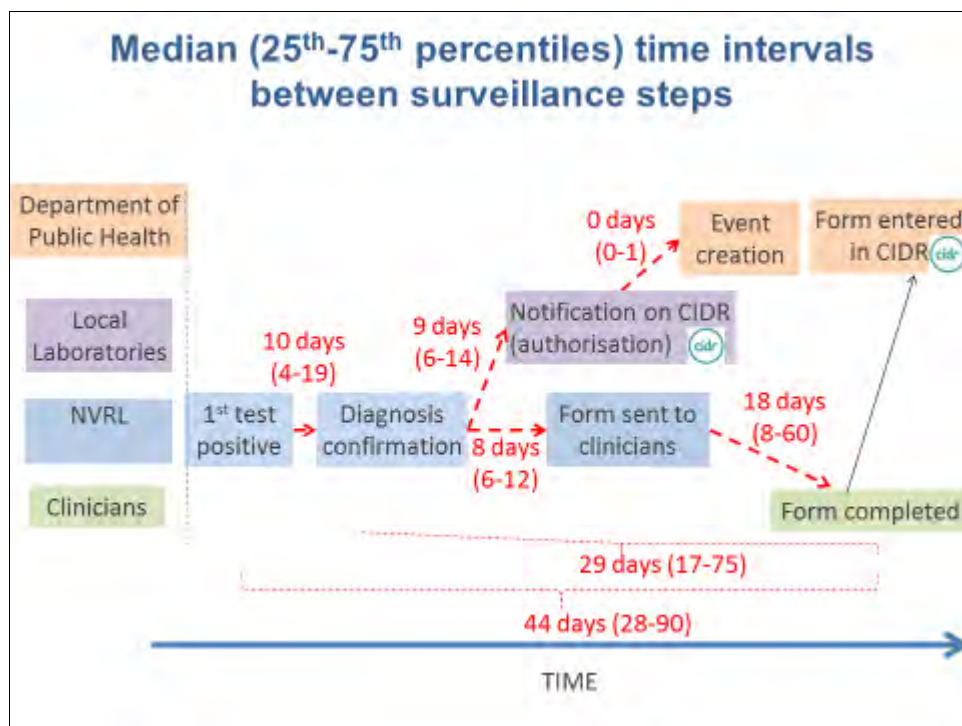 Median (25th-75th percentiles) time intervals
between surveillance steps
Department of
Public Health
0 days
(0-1)
Event
creation
Form entered
in CIDR
cidr
Local
Laboratories
10 days
(4-19)
9 days
(6-14)
Notification on CIDR
(authorisation)
cidr
NVRL
1st test
positive
Diagnosis
confirmation
8 days
(6-12)
Form sent to
clinicians
18 days
(8-60)
Clinicians
Form completed
29 days (17-75)
44 days (28-90)
TIME